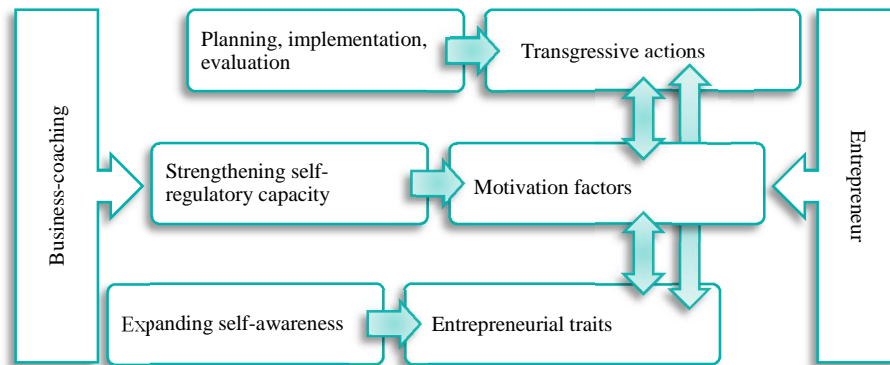 Business-coaching
Planning, implementation,
evaluation
Transgressive actions
Strengthening self-
regulatory capacity
Motivation factors
Expanding self-awareness
Entrepreneurial traits
Entrepreneur